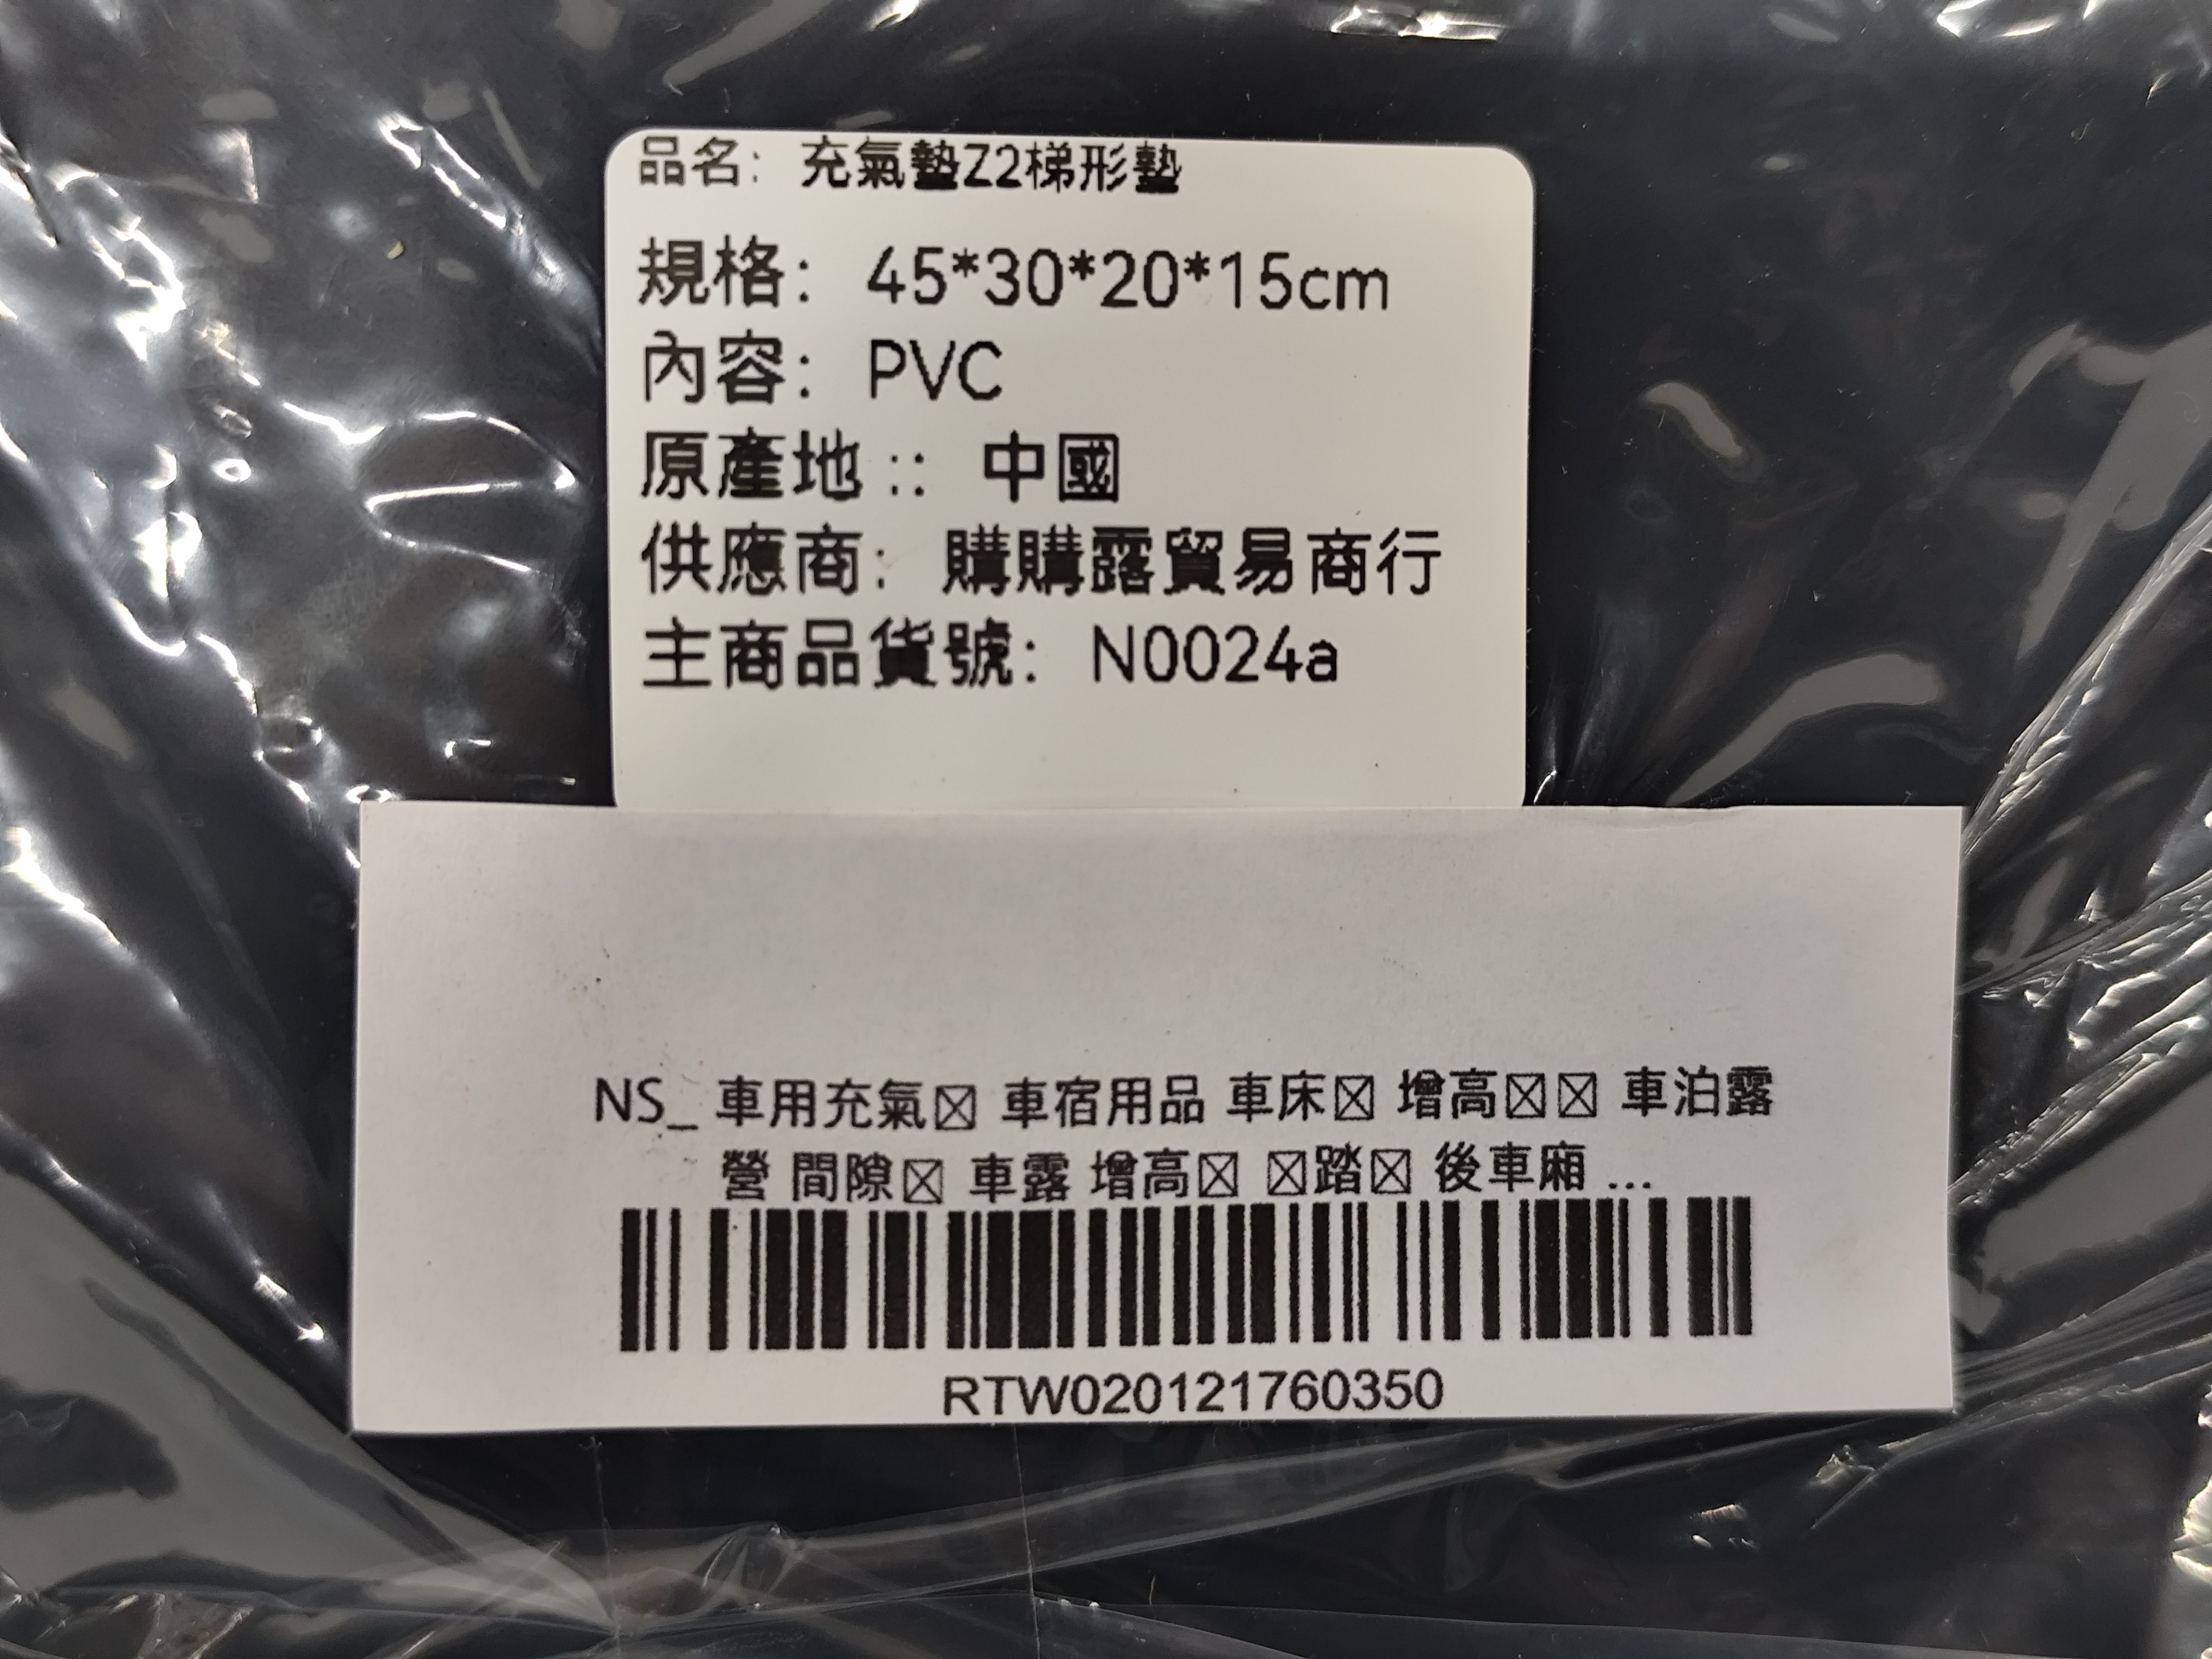 品名: 充氣墊Z2梯形墊
規格: 45*30*20*15cm
內容: PVC
原產地 :: 中國
供應商: 購購露貿易商行
主商品貨號: N0024a
NS_ 車用充氣☒ 車宿用品 車床☒ 增高☒☒ 車泊露
營 間隙☒ 車露 增高☒ ☒踏☒ 後車廂 ...
RTW020121760350